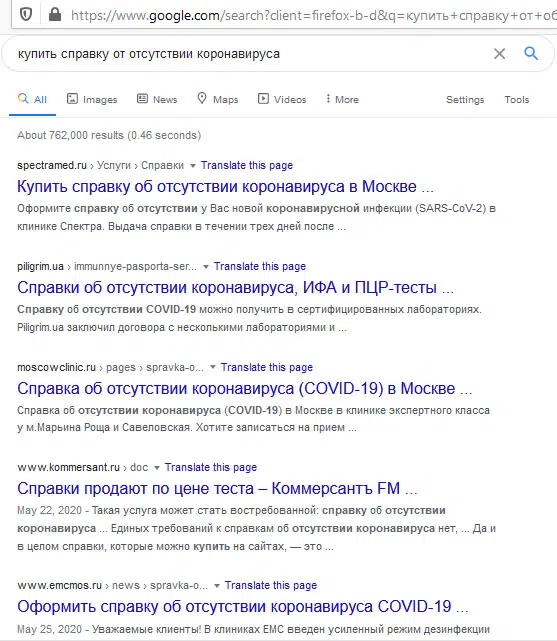 https://www.google.com/search?client=firefox-b-d&q=купить+справку+от+об
купить справку от отсутствии коронавируса
All Images News Maps Videos More Settings Tools
About 762,000 results (0.46 seconds)
spectramed.ru › Услуги › Справки ▾ Translate this page
Купить справку об отсутствии коронавируса в Москве ...
Оформите справку об отсутствии у Вас новой коронавирусной инфекции (SARS-CoV-2) в
клинике Спектра. Выдача справки в течении трех дней после ...
piligrim.ua › immunnye-pasporta-ser... ▾ Translate this page
Справки об отсутствии коронавируса, ИФА и ПЦР-тесты ...
Справку об отсутствии COVID-19 можно получить в сертифицированных лабораториях.
Piligrim.ua заключил договора с несколькими лабораториями и ...
moscowclinic.ru › pages › spravka-o... ▾ Translate this page
Справка об отсутствии коронавируса (COVID-19) в Москве ...
Справка об отсутствии коронавируса (COVID-19) в Москве в клинике экспертного класса
у м.Марьина Роща и Савеловская. Хотите записаться на прием ...
www.kommersant.ru › doc ▾ Translate this page
Справки продают по цене теста – Коммерсантъ FM ...
May 22, 2020 - Такая услуга может стать востребованной: справку об отсутствии
коронавируса ... Единых требований к справкам об отсутствии коронавируса нет, ... Да и
в целом справки, которые можно купить на сайтах, — это ...
www.emcmos.ru › news › spravka-o... ▾ Translate this page
Оформить справку об отсутствии коронавируса COVID-19 ...
May 25, 2020 - Уважаемые клиенты! В клиниках ЕМС введен усиленный режим дезинфекции